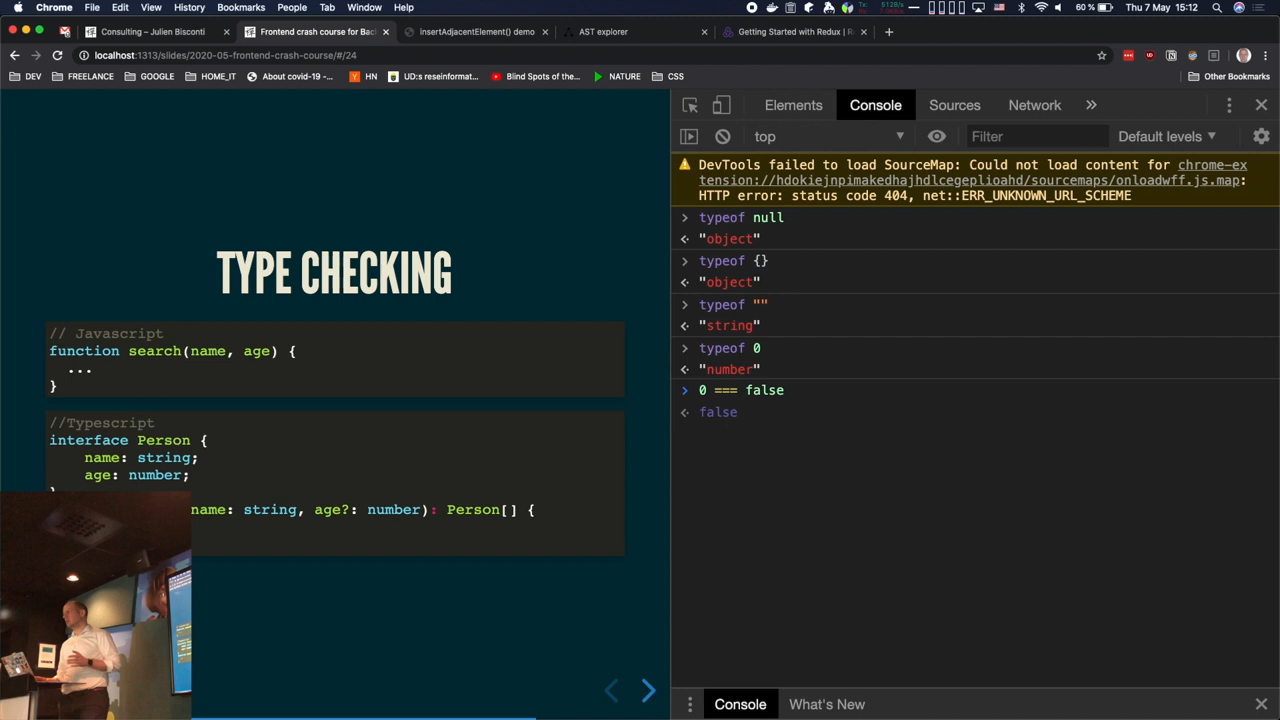 Chrome File Edit View History Bookmarks People Tab Window Help 60 % Thu 7 May 15:12
Consulting – Julien Bisconti Frontend crash course for Bac insertAdjacentElement() demo AST explorer Getting Started with Redux | R
localhost:1313/slides/2020-05-frontend-crash-course/#/24
DEV FREELANCE GOOGLE HOME_IT About covid-19 -... HN UD:s reseinformat... Blind Spots of the... NATURE CSS Other Bookmarks
Elements Console Sources Network
top Filter Default levels
DevTools failed to load SourceMap: Could not load content for chrome-ex
tension://hdokiejnpimakedhajhdlcegeplioahd/sourcemaps/onloadwff.js.map:
HTTP error: status code 404, net::ERR_UNKNOWN_URL_SCHEME
typeof null
"object"
typeof {}
"object"
typeof ""
"string"
typeof 0
"number"
0 === false
false
TYPE CHECKING
// Javascript
function search(name, age) {
...
}
//Typescript
interface Person {
name: string;
age: number;
}
name: string, age?: number): Person[] {
Console What's New